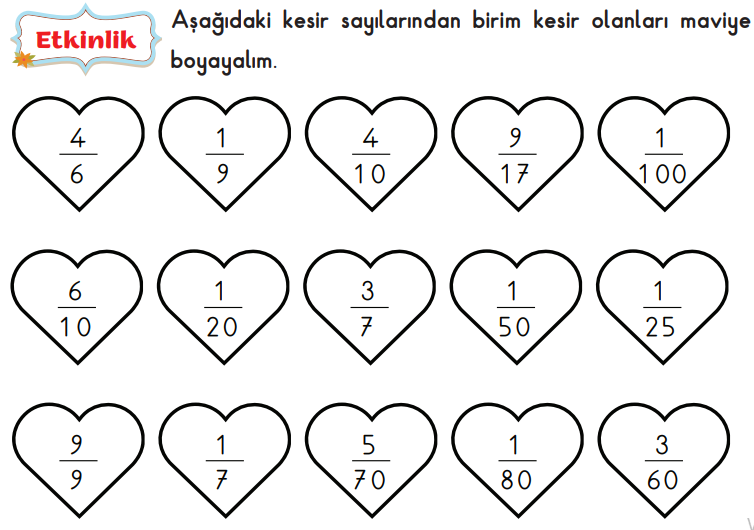 Etkinlik
Aşağıdaki kesir sayılarından birim kesir olanları maviye
boyayalım.
4/6 1/9 4/10 9/17 1/100
6/10 1/20 3/7 1/50 1/25
9/9 1/7 5/70 1/80 3/60